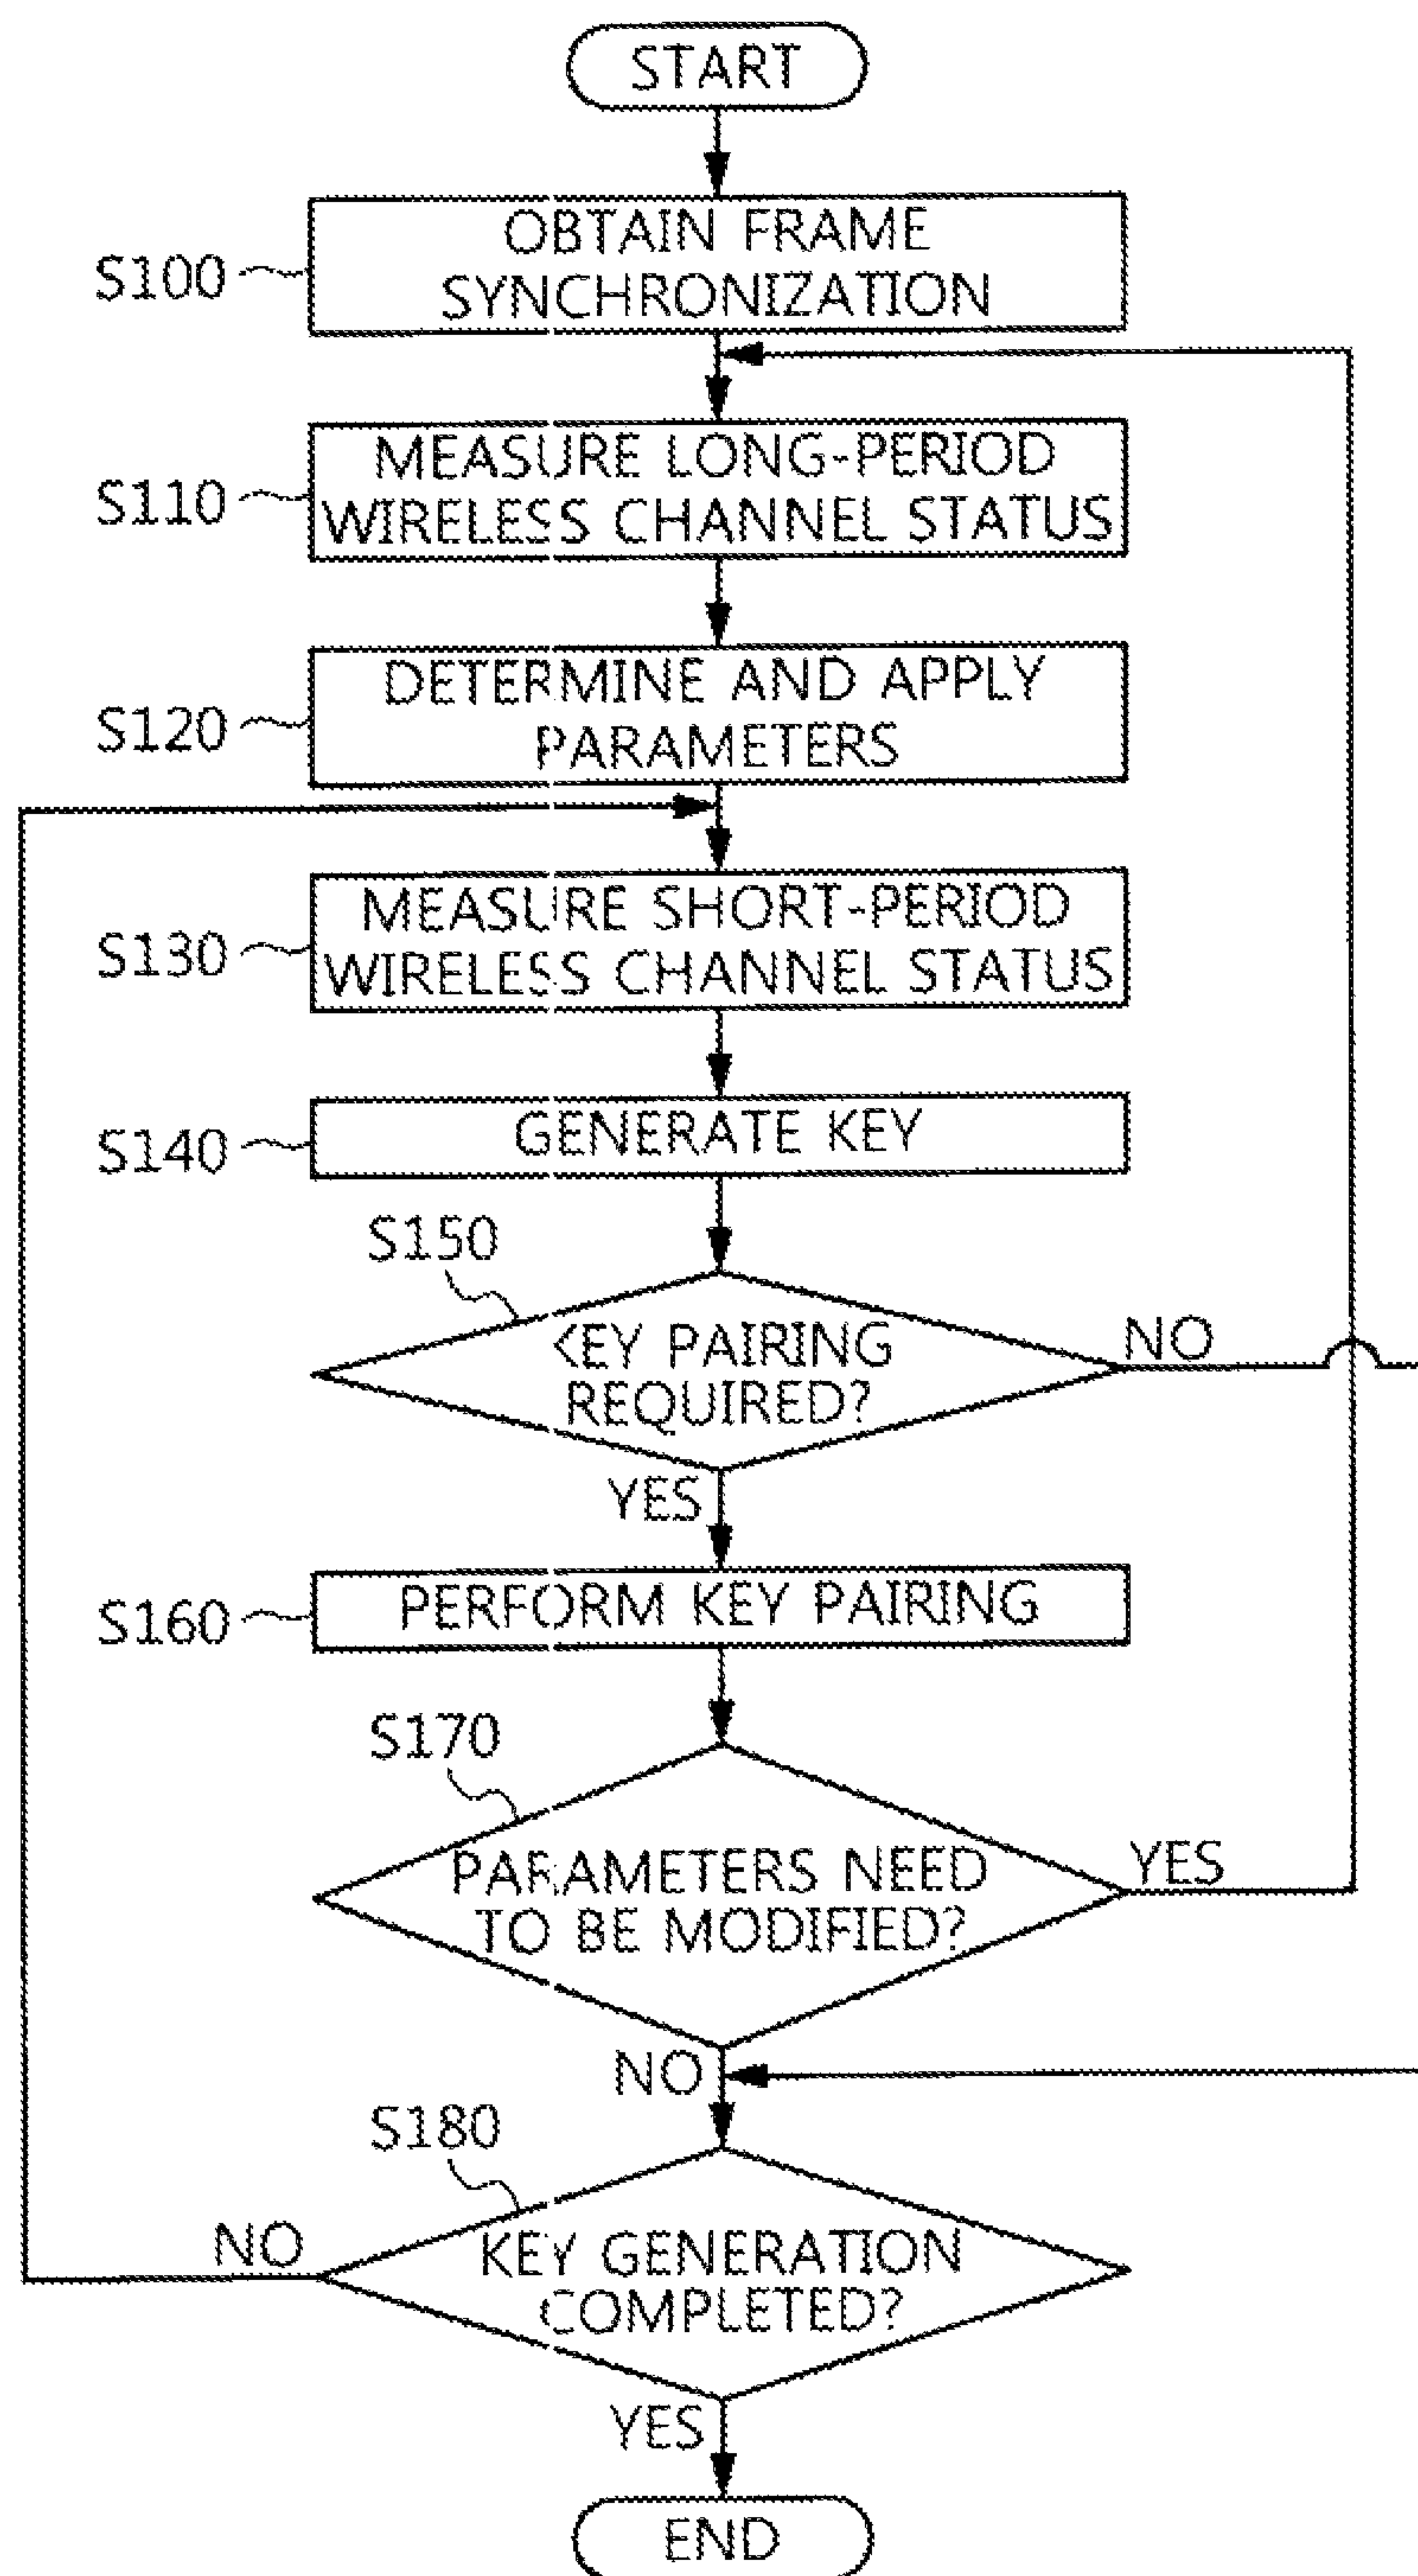 START
S100
OBTAIN FRAME
SYNCHRONIZATION
S110
MEASURE LONG-PERIOD
WIRELESS CHANNEL STATUS
S120
DETERMINE AND APPLY
PARAMETERS
S130
MEASURE SHORT-PERIOD
WIRELESS CHANNEL STATUS
S140
GENERATE KEY
S150
KEY PAIRING
REQUIRED?
NO
YES
S160
PERFORM KEY PAIRING
S170
PARAMETERS NEED
TO BE MODIFIED?
YES
NO
S180
KEY GENERATION
COMPLETED?
NO
YES
END